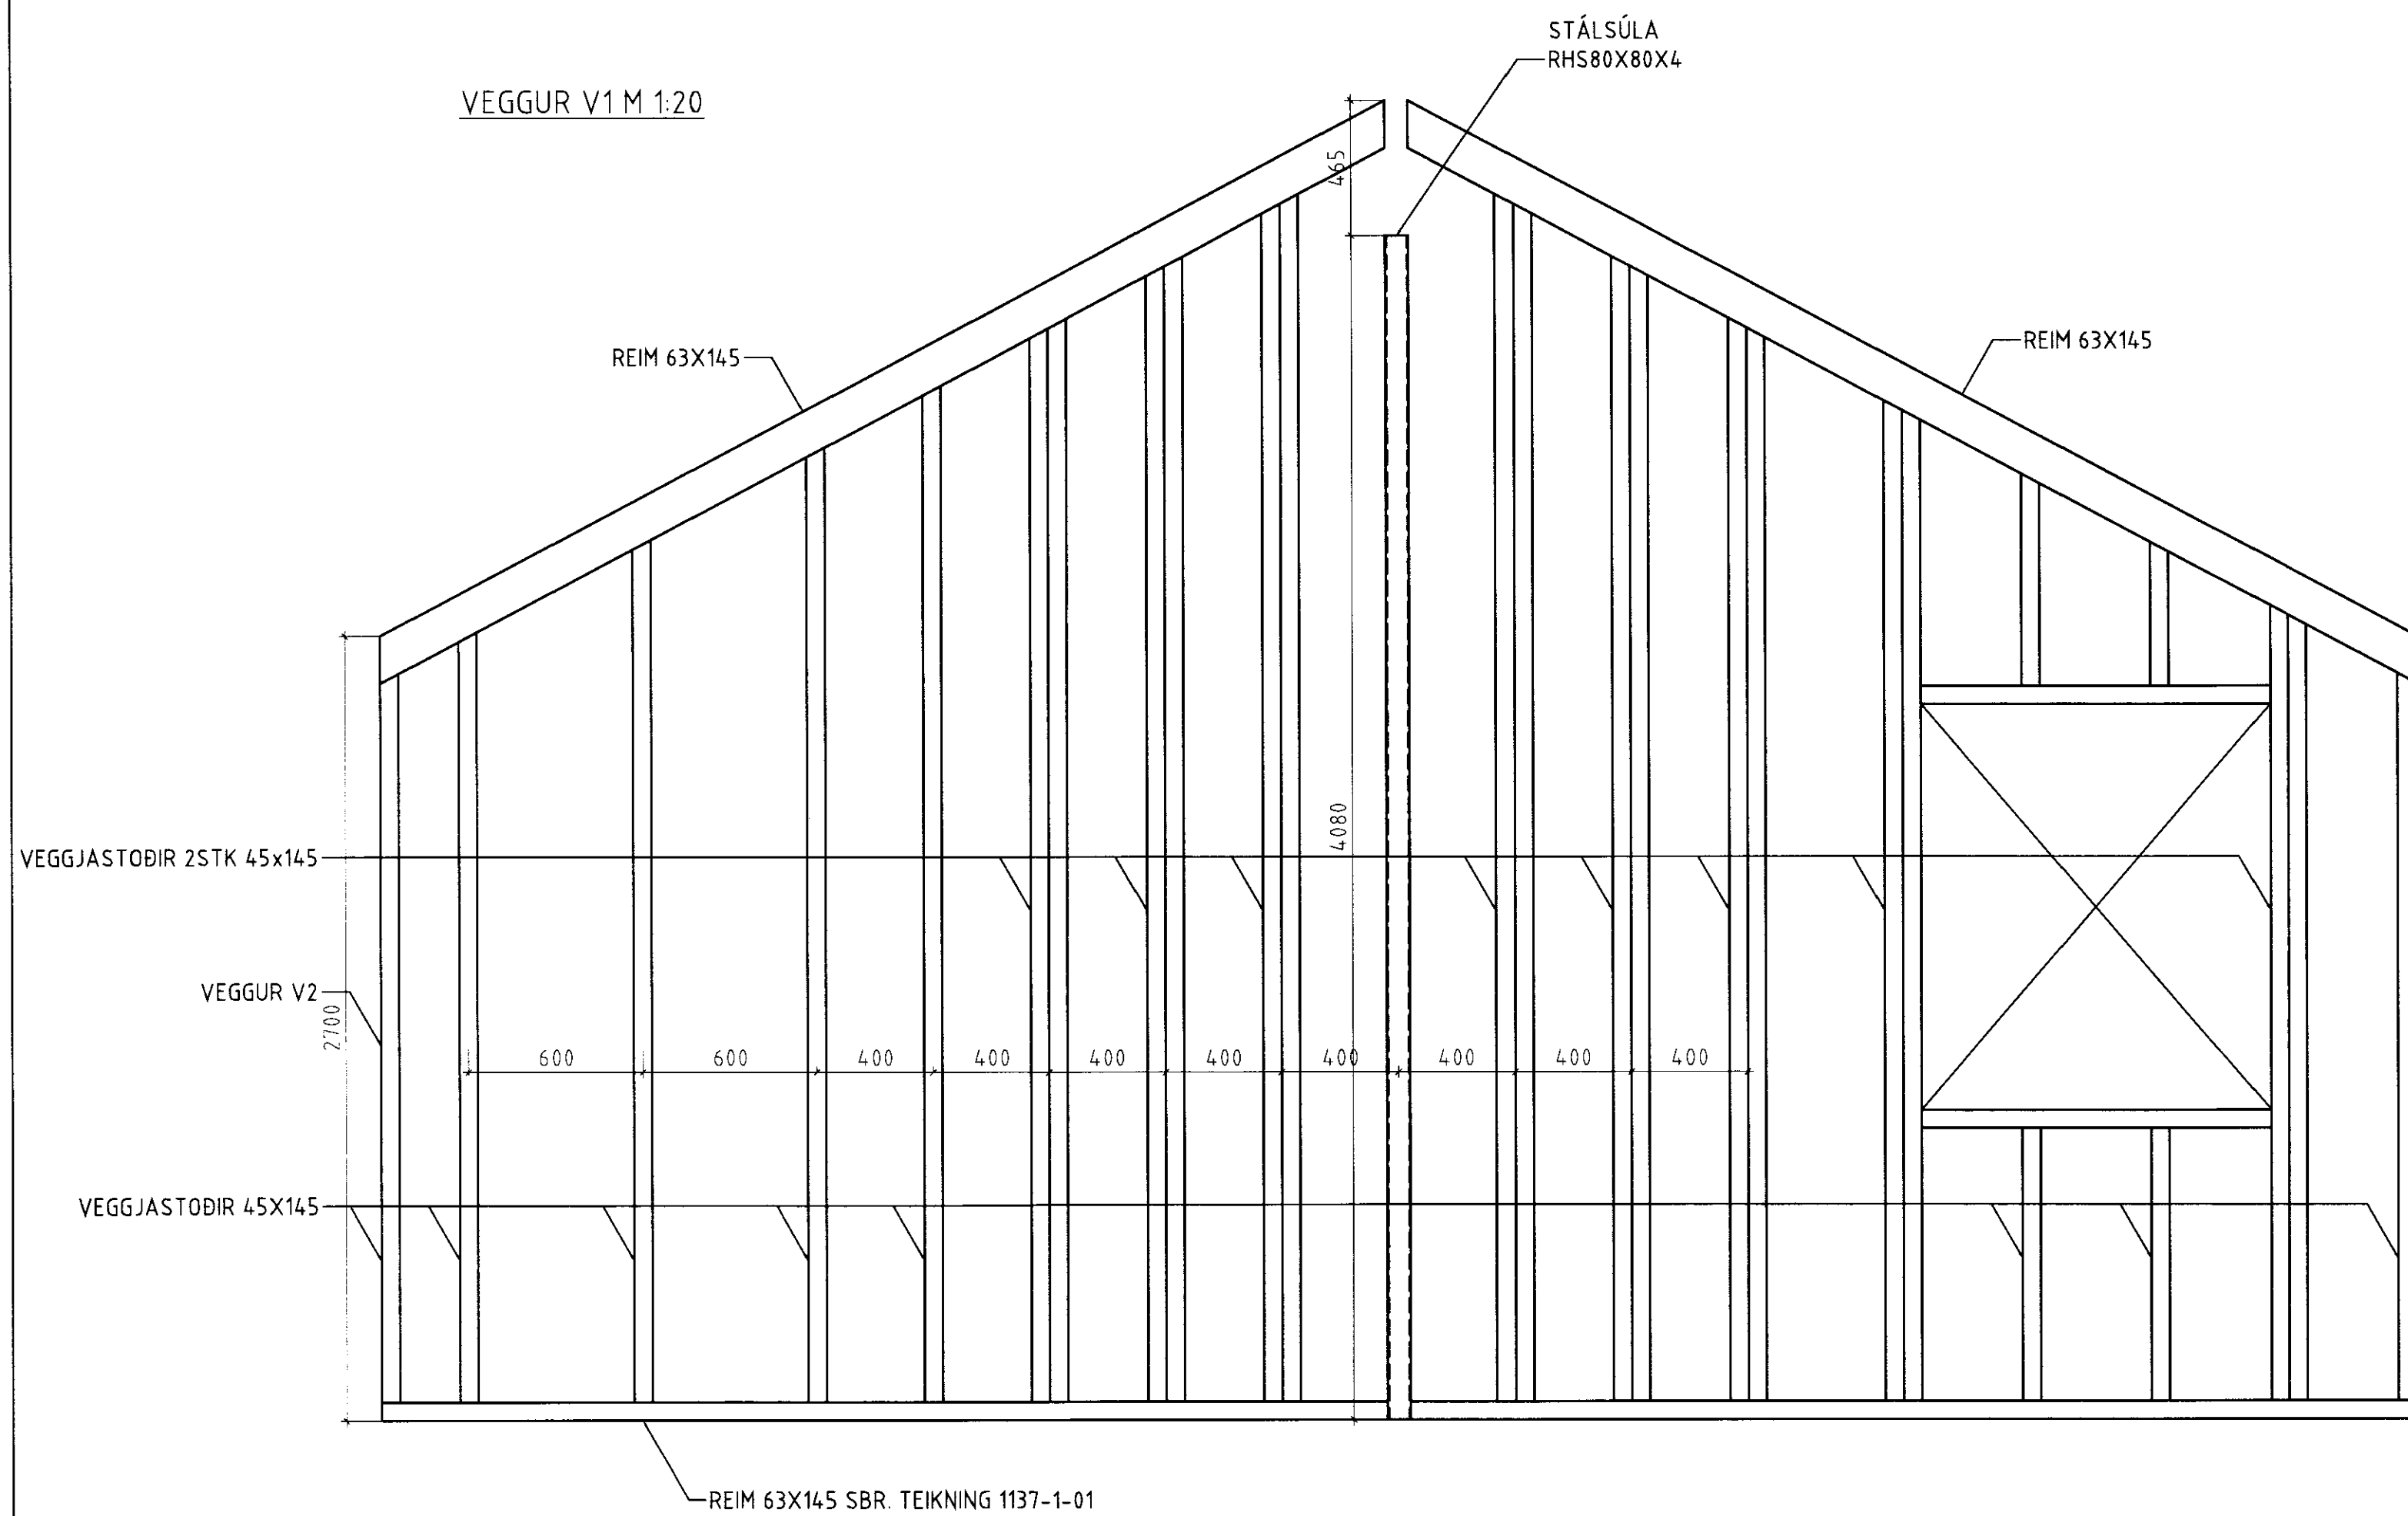 STÁLSÚLA
RHS80X80X4
VEGGUR V1 M 1:20
465
REIM 63X145
REIM 63X145
4080
VEGGJASTOÐIR 2STK 45x145
VEGGUR V2
2700
600 600 400 400 400 400 400 400 400 400
VEGGJASTOÐIR 45X145
REIM 63X145 SBR. TEIKNING 1137-1-01